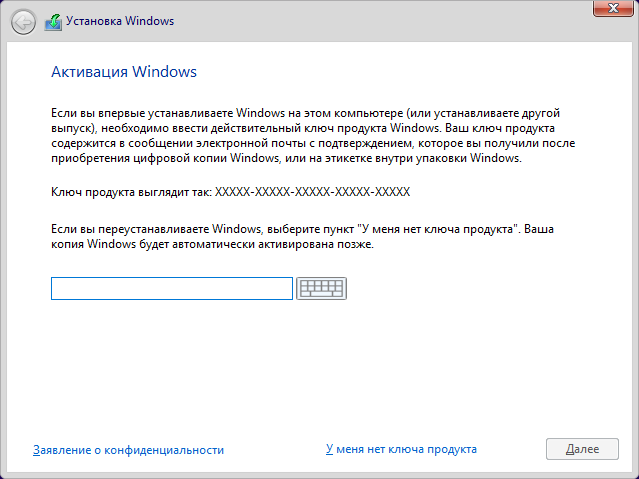 Установка Windows
Активация Windows
Если вы впервые устанавливаете Windows на этом компьютере (или устанавливаете другой
выпуск), необходимо ввести действительный ключ продукта Windows. Ваш ключ продукта
содержится в сообщении электронной почты с подтверждением, которое вы получили после
приобретения цифровой копии Windows, или на этикетке внутри упаковки Windows.
Ключ продукта выглядит так: XXXXX-XXXXX-XXXXX-XXXXX-XXXXX
Если вы переустанавливаете Windows, выберите пункт "У меня нет ключа продукта". Ваша
копия Windows будет автоматически активирована позже.
Заявление о конфиденциальности
У меня нет ключа продукта
Далее